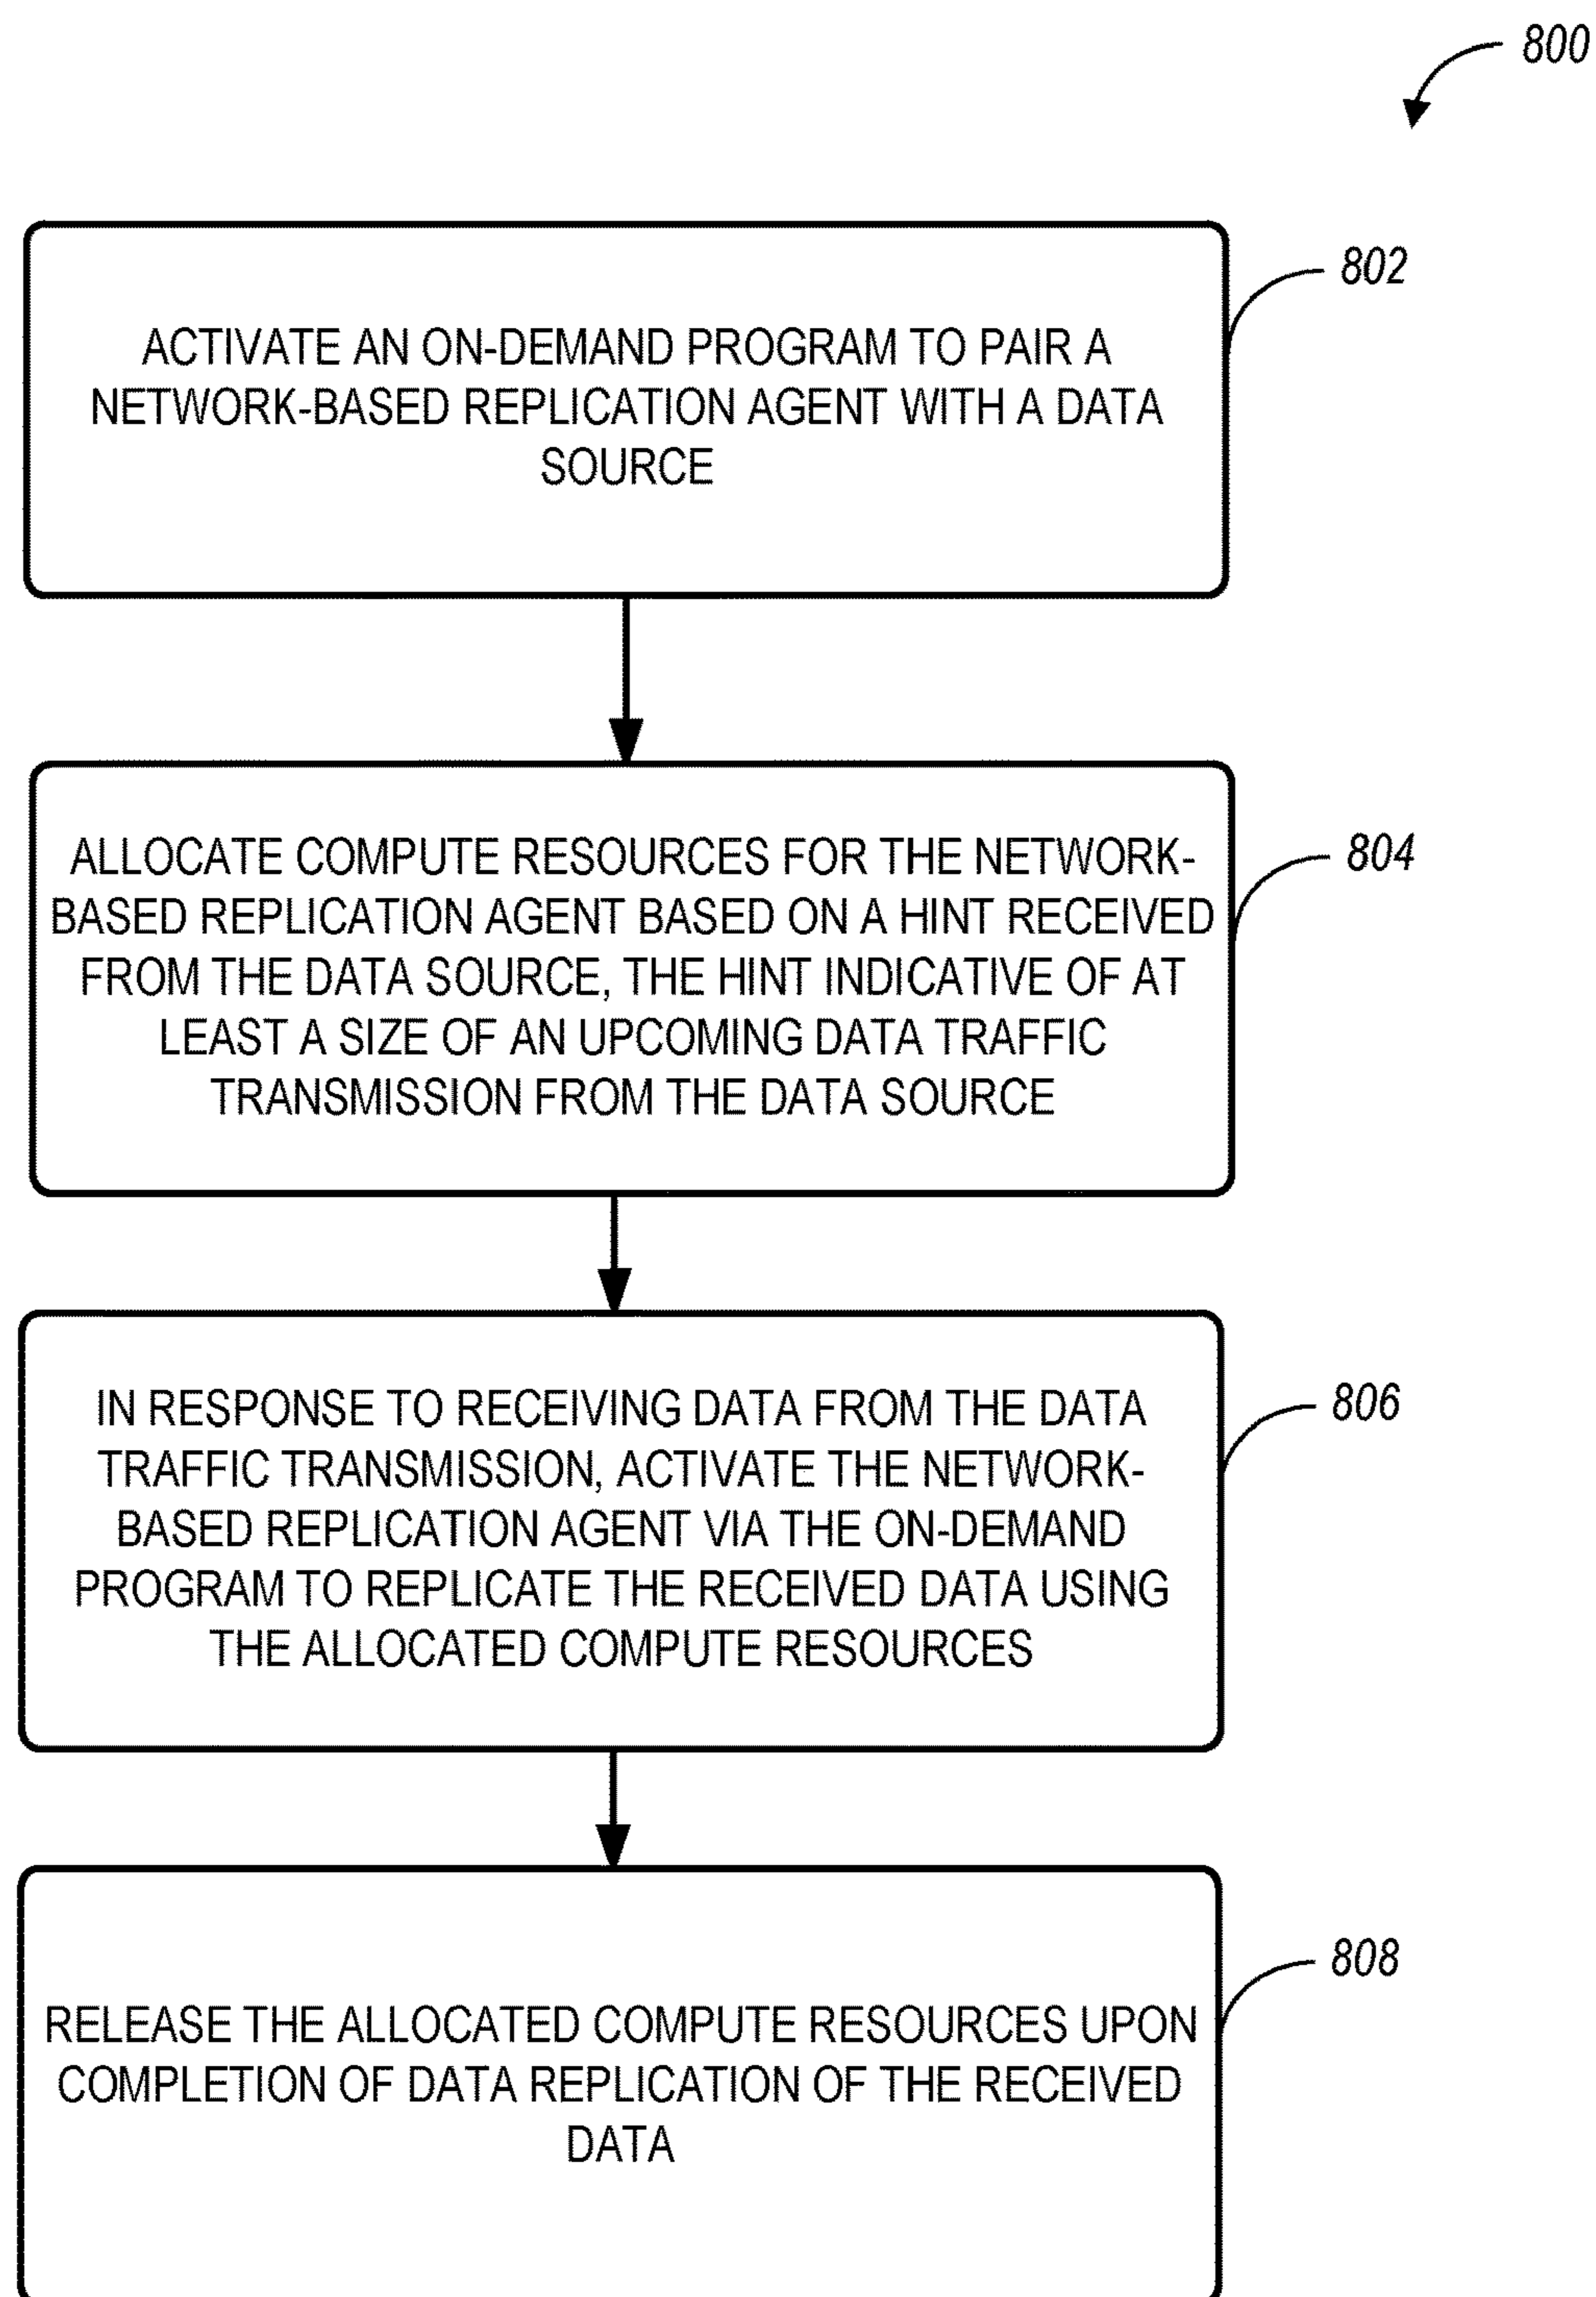 800
802
ACTIVATE AN ON-DEMAND PROGRAM TO PAIR A
NETWORK-BASED REPLICATION AGENT WITH A DATA
SOURCE
804
ALLOCATE COMPUTE RESOURCES FOR THE NETWORK-
BASED REPLICATION AGENT BASED ON A HINT RECEIVED
FROM THE DATA SOURCE, THE HINT INDICATIVE OF AT
LEAST A SIZE OF AN UPCOMING DATA TRAFFIC
TRANSMISSION FROM THE DATA SOURCE
806
IN RESPONSE TO RECEIVING DATA FROM THE DATA
TRAFFIC TRANSMISSION, ACTIVATE THE NETWORK-
BASED REPLICATION AGENT VIA THE ON-DEMAND
PROGRAM TO REPLICATE THE RECEIVED DATA USING
THE ALLOCATED COMPUTE RESOURCES
808
RELEASE THE ALLOCATED COMPUTE RESOURCES UPON
COMPLETION OF DATA REPLICATION OF THE RECEIVED
DATA